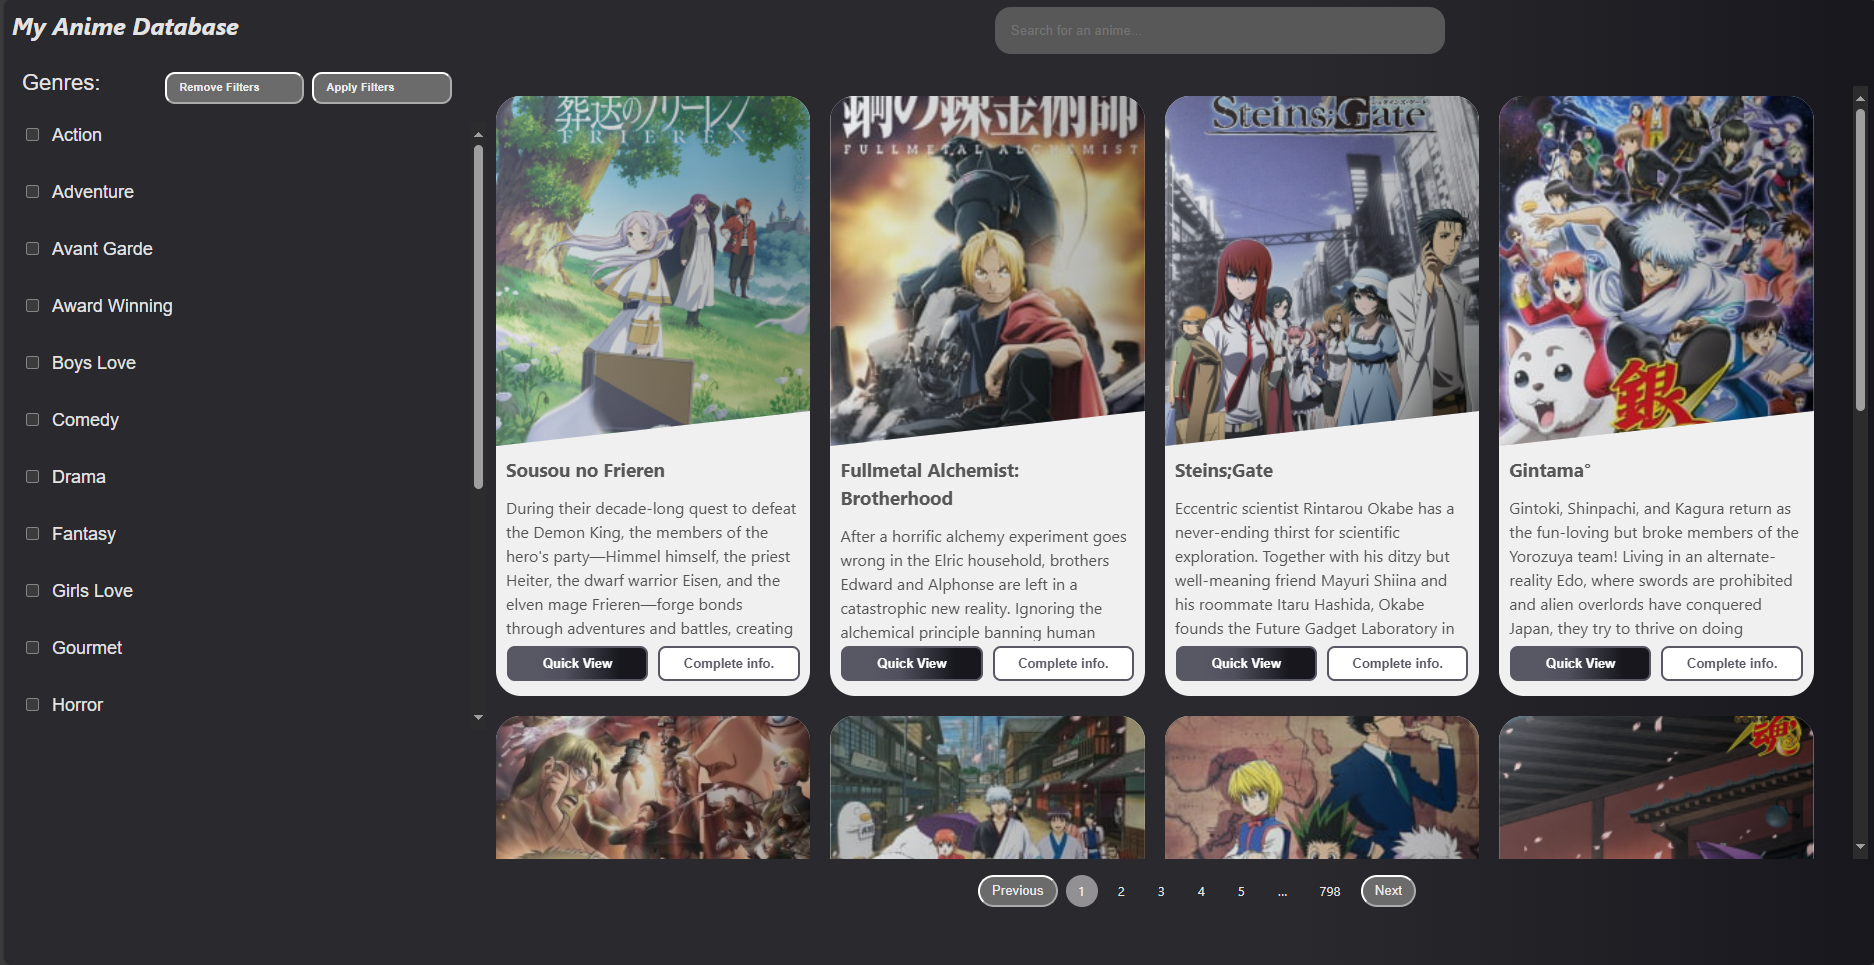 My Anime Database
Search for an anime...
Genres:
Remove Filters
Apply Filters
Action
Adventure
Avant Garde
Award Winning
Boys Love
Comedy
Drama
Fantasy
Girls Love
Gourmet
Horror
葬送のフリーレン
FRIEREN
Sousou no Frieren
During their decade-long quest to defeat
the Demon King, the members of the
hero's party—Himmel himself, the priest
Heiter, the dwarf warrior Eisen, and the
elven mage Frieren—forge bonds
through adventures and battles, creating
Quick View
Complete info.
鋼の錬金術師
FULLMETAL ALCHEMIST
Fullmetal Alchemist:
Brotherhood
After a horrific alchemy experiment goes
wrong in the Elric household, brothers
Edward and Alphonse are left in a
catastrophic new reality. Ignoring the
alchemical principle banning human
Quick View
Complete info.
Steins;Gate
Steins;Gate
Eccentric scientist Rintarou Okabe has a
never-ending thirst for scientific
exploration. Together with his ditzy but
well-meaning friend Mayuri Shiina and
his roommate Itaru Hashida, Okabe
founds the Future Gadget Laboratory in
Quick View
Complete info.
銀
Gintama°
Gintoki, Shinpachi, and Kagura return as
the fun-loving but broke members of the
Yorozuya team! Living in an alternate-
reality Edo, where swords are prohibited
and alien overlords have conquered
Japan, they try to thrive on doing
Quick View
Complete info.
魂
Previous
1
2
3
4
5
...
798
Next